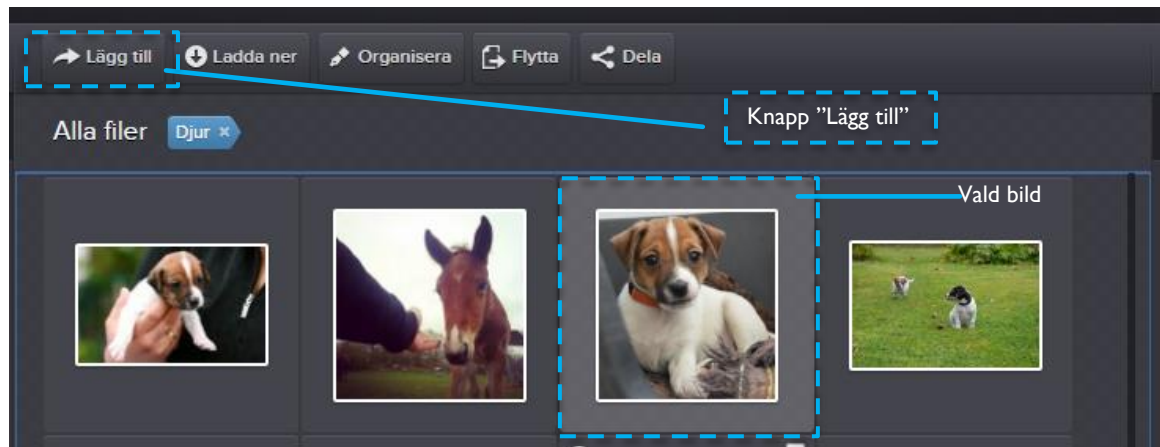 Lägg till Ladda ner Organisera Flytta Dela
Knapp ”Lägg till”
Alla filer Djur ×
Vald bild